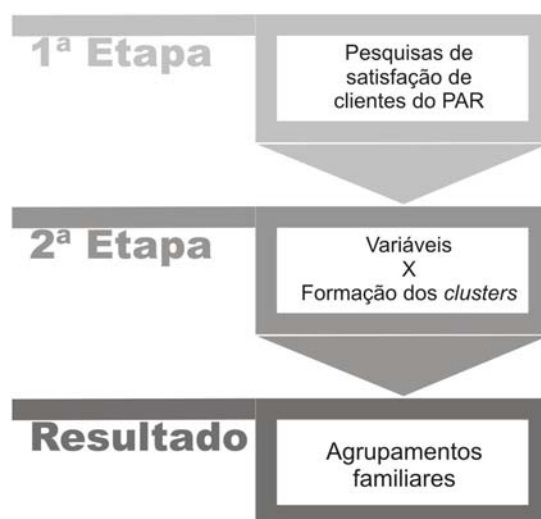 1ª Etapa
Pesquisas de
satisfação de
clientes do PAR
2ª Etapa
Variáveis
X
Formação dos clusters
Resultado
Agrupamentos
familiares